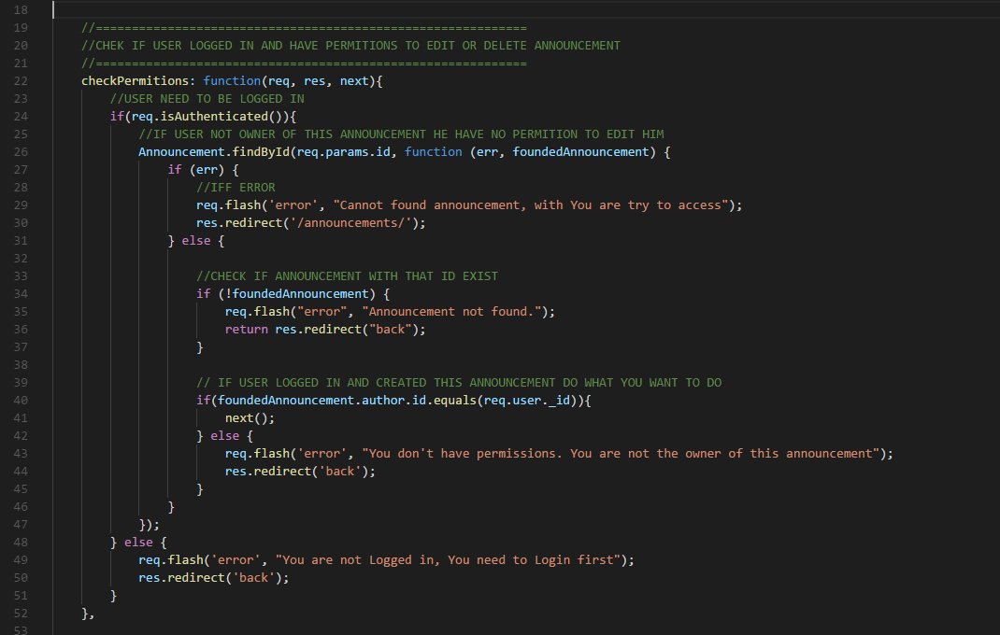 18
19 //============================================================
20 //CHEK IF USER LOGGED IN AND HAVE PERMITIONS TO EDIT OR DELETE ANNOUNCEMENT
21 //============================================================
22 checkPermitions: function(req, res, next){
23 //USER NEED TO BE LOGGED IN
24 if(req.isAuthenticated()){
25 //IF USER NOT OWNER OF THIS ANNOUNCEMENT HE HAVE NO PERMITION TO EDIT HIM
26 Announcement.findById(req.params.id, function (err, foundedAnnouncement) {
27 if (err) {
28 //IFF ERROR
29 req.flash('error', "Cannot found announcement, with You are try to access");
30 res.redirect('/announcements/');
31 } else {
32
33 //CHECK IF ANNOUNCEMENT WITH THAT ID EXIST
34 if (!foundedAnnouncement) {
35 req.flash("error", "Announcement not found.");
36 return res.redirect("back");
37 }
38
39 // IF USER LOGGED IN AND CREATED THIS ANNOUNCEMENT DO WHAT YOU WANT TO DO
40 if(foundedAnnouncement.author.id.equals(req.user._id)){
41 next();
42 } else {
43 req.flash('error', "You don't have permissions. You are not the owner of this announcement");
44 res.redirect('back');
45 }
46 }
47 });
48 } else {
49 req.flash('error', "You are not Logged in, You need to Login first");
50 res.redirect('back');
51 }
52 },
53